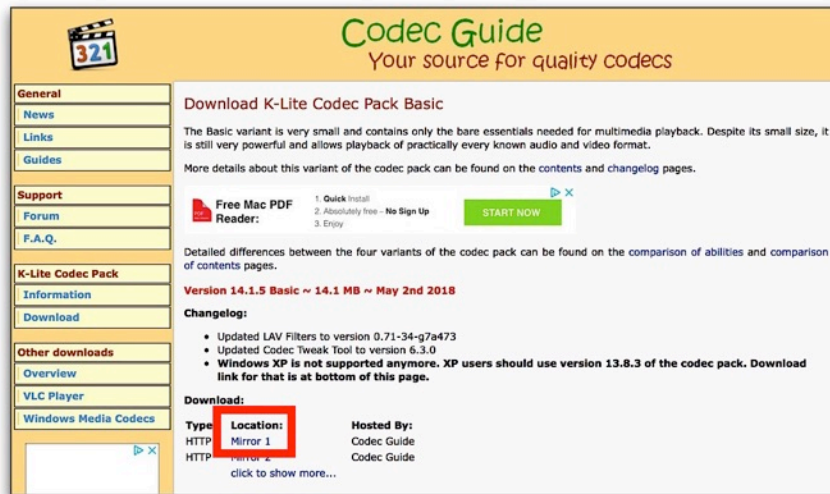 321
Codec Guide
Your source for quality codecs
General
News
Links
Guides
Support
Forum
F.A.Q.
K-Lite Codec Pack
Information
Download
Other downloads
Overview
VLC Player
Windows Media Codecs
Download K-Lite Codec Pack Basic
The Basic variant is very small and contains only the bare essentials needed for multimedia playback. Despite its small size, it
is still very powerful and allows playback of practically every known audio and video format.
More details about this variant of the codec pack can be found on the contents and changelog pages.
Free Mac PDF
Reader:
1. Quick Install
2. Absolutely free – No Sign Up
3. Enjoy
START NOW
Detailed differences between the four variants of the codec pack can be found on the comparison of abilities and comparison
of contents pages.
Version 14.1.5 Basic ~ 14.1 MB ~ May 2nd 2018
Changelog:
• Updated LAV Filters to version 0.71-34-g7a473
• Updated Codec Tweak Tool to version 6.3.0
• Windows XP is not supported anymore. XP users should use version 13.8.3 of the codec pack. Download
link for that is at bottom of this page.
Download:
Type Location: Hosted By:
HTTP Mirror 1 Codec Guide
HTTP Mirror 2 Codec Guide
click to show more...